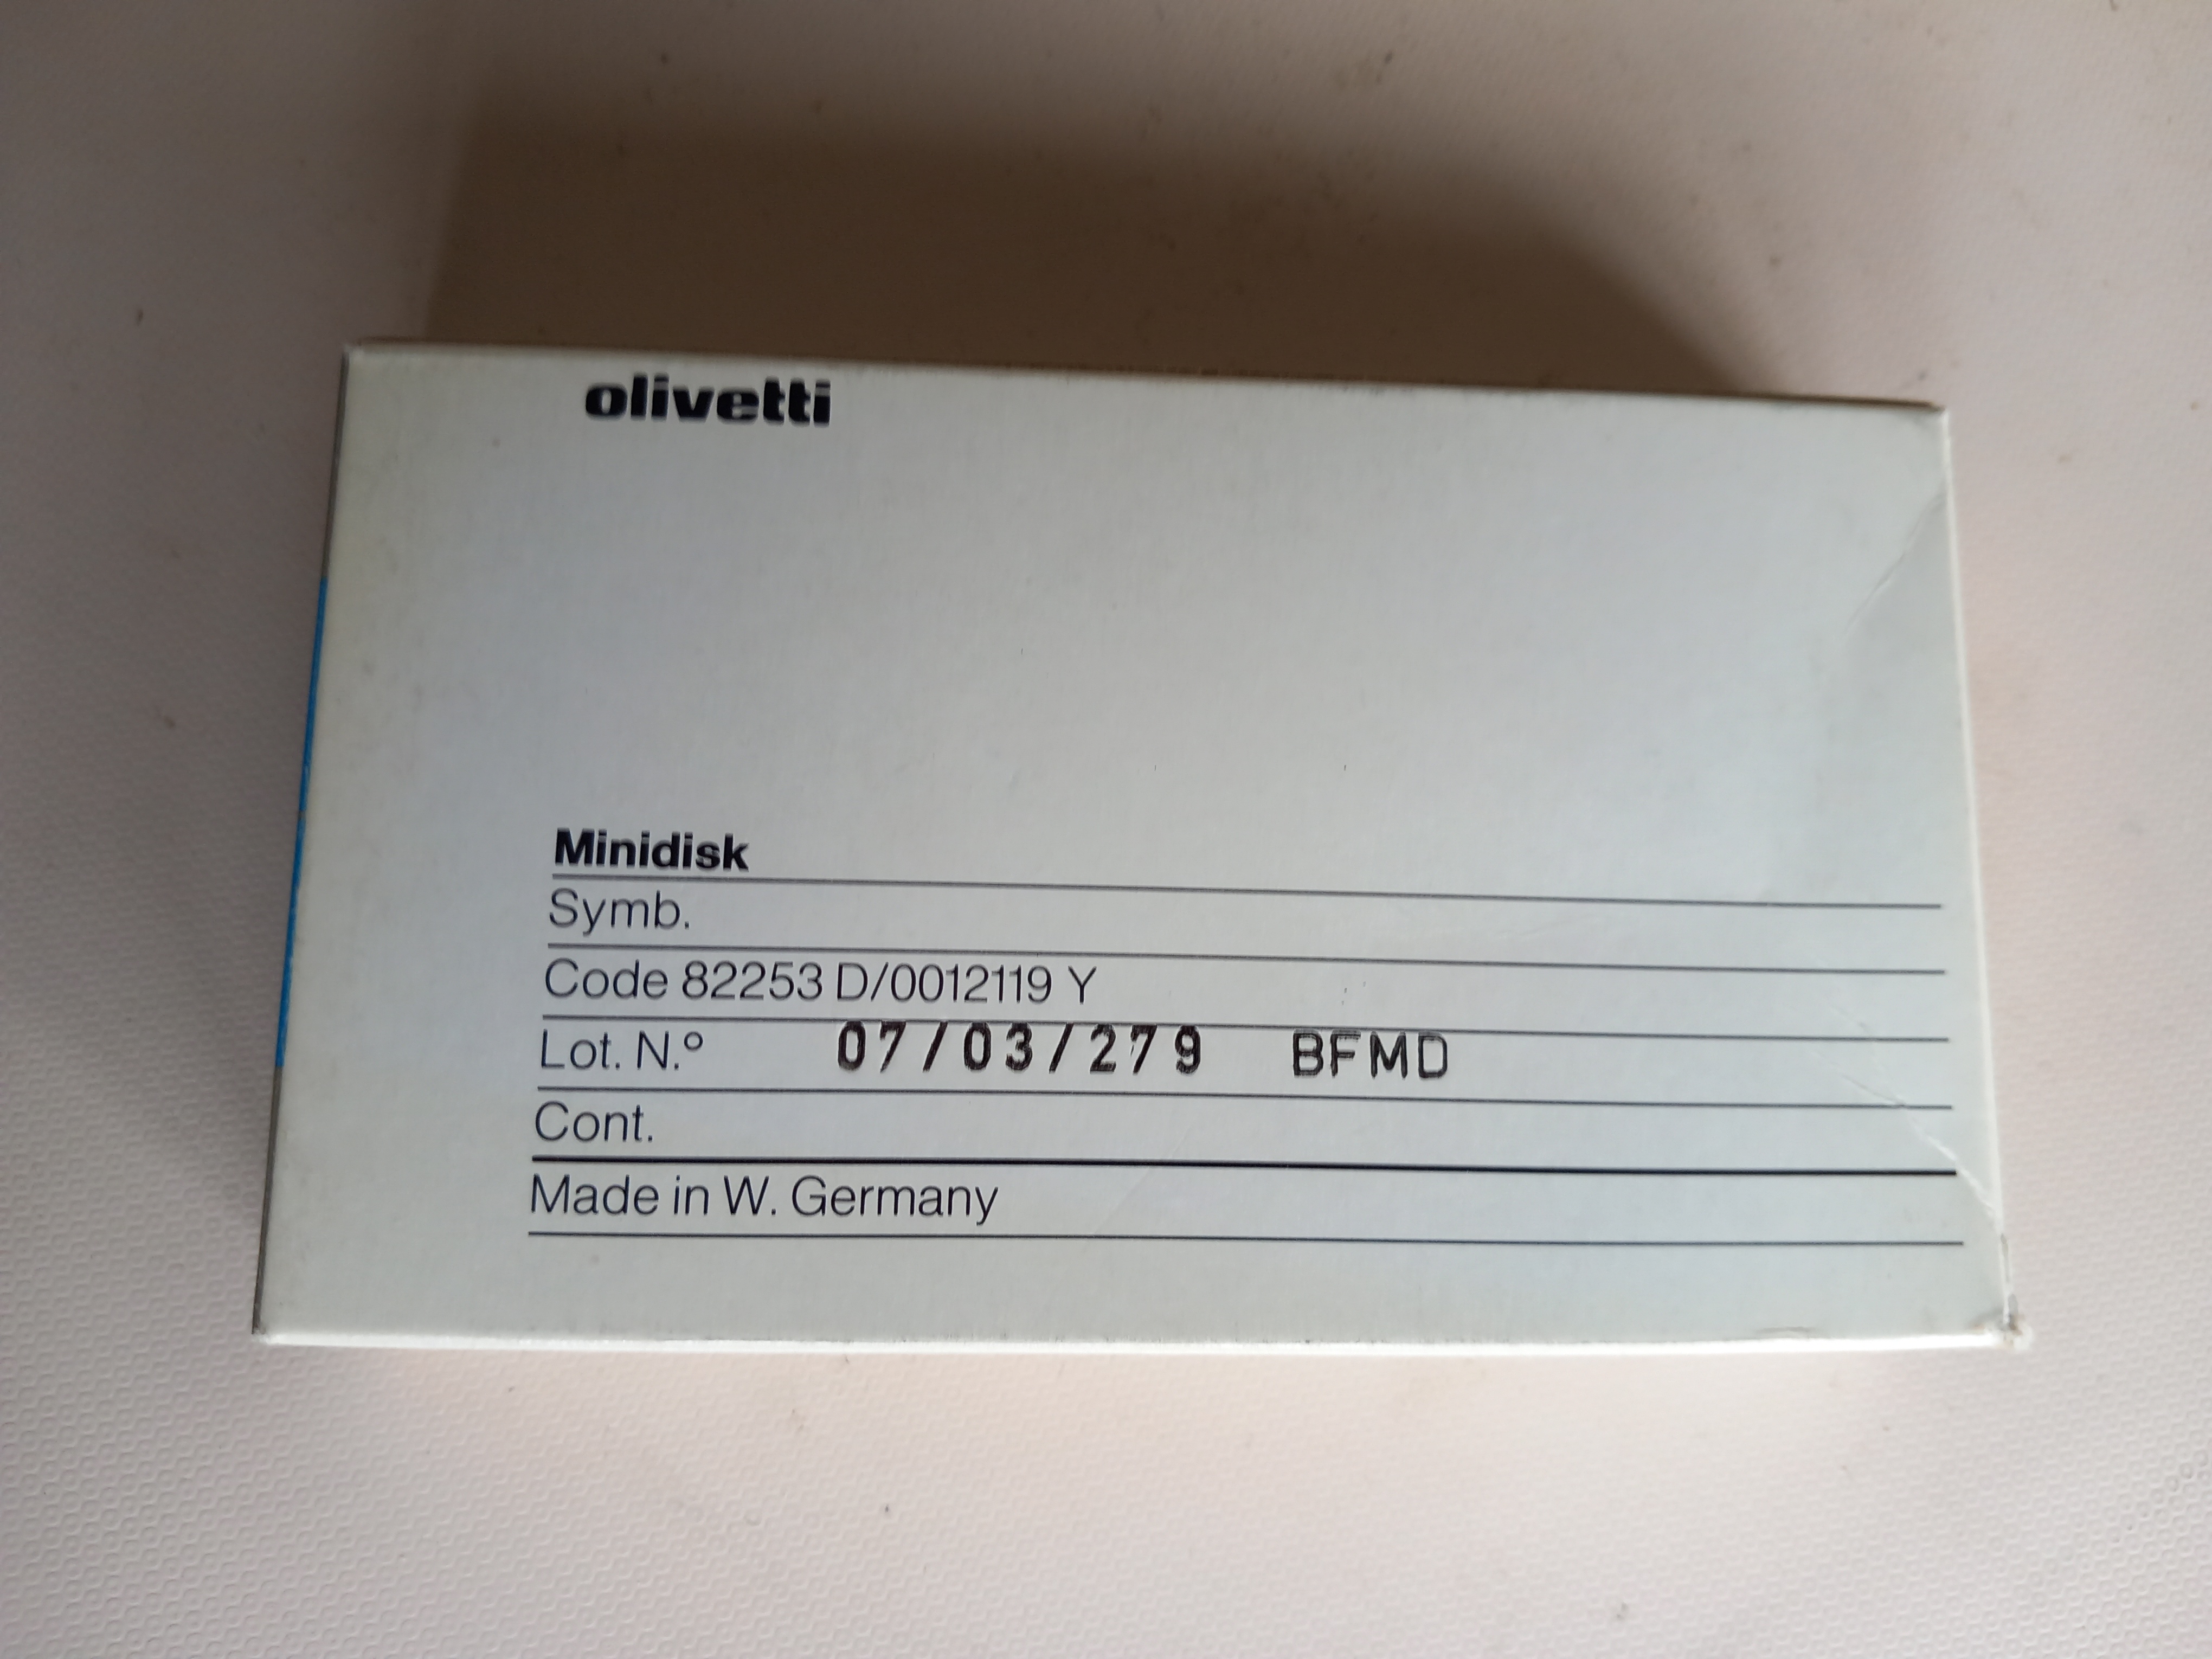 olivetti
Minidisk
Symb.
Code 82253 D/0012119 Y
Lot. N.º 07/03/279 BFMD
Cont.
Made in W. Germany